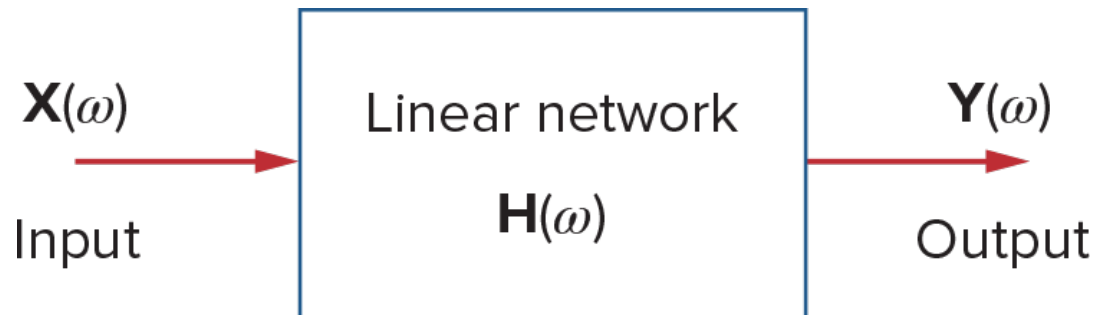 X(ω)
Input
Linear network
H(ω)
Y(ω)
Output